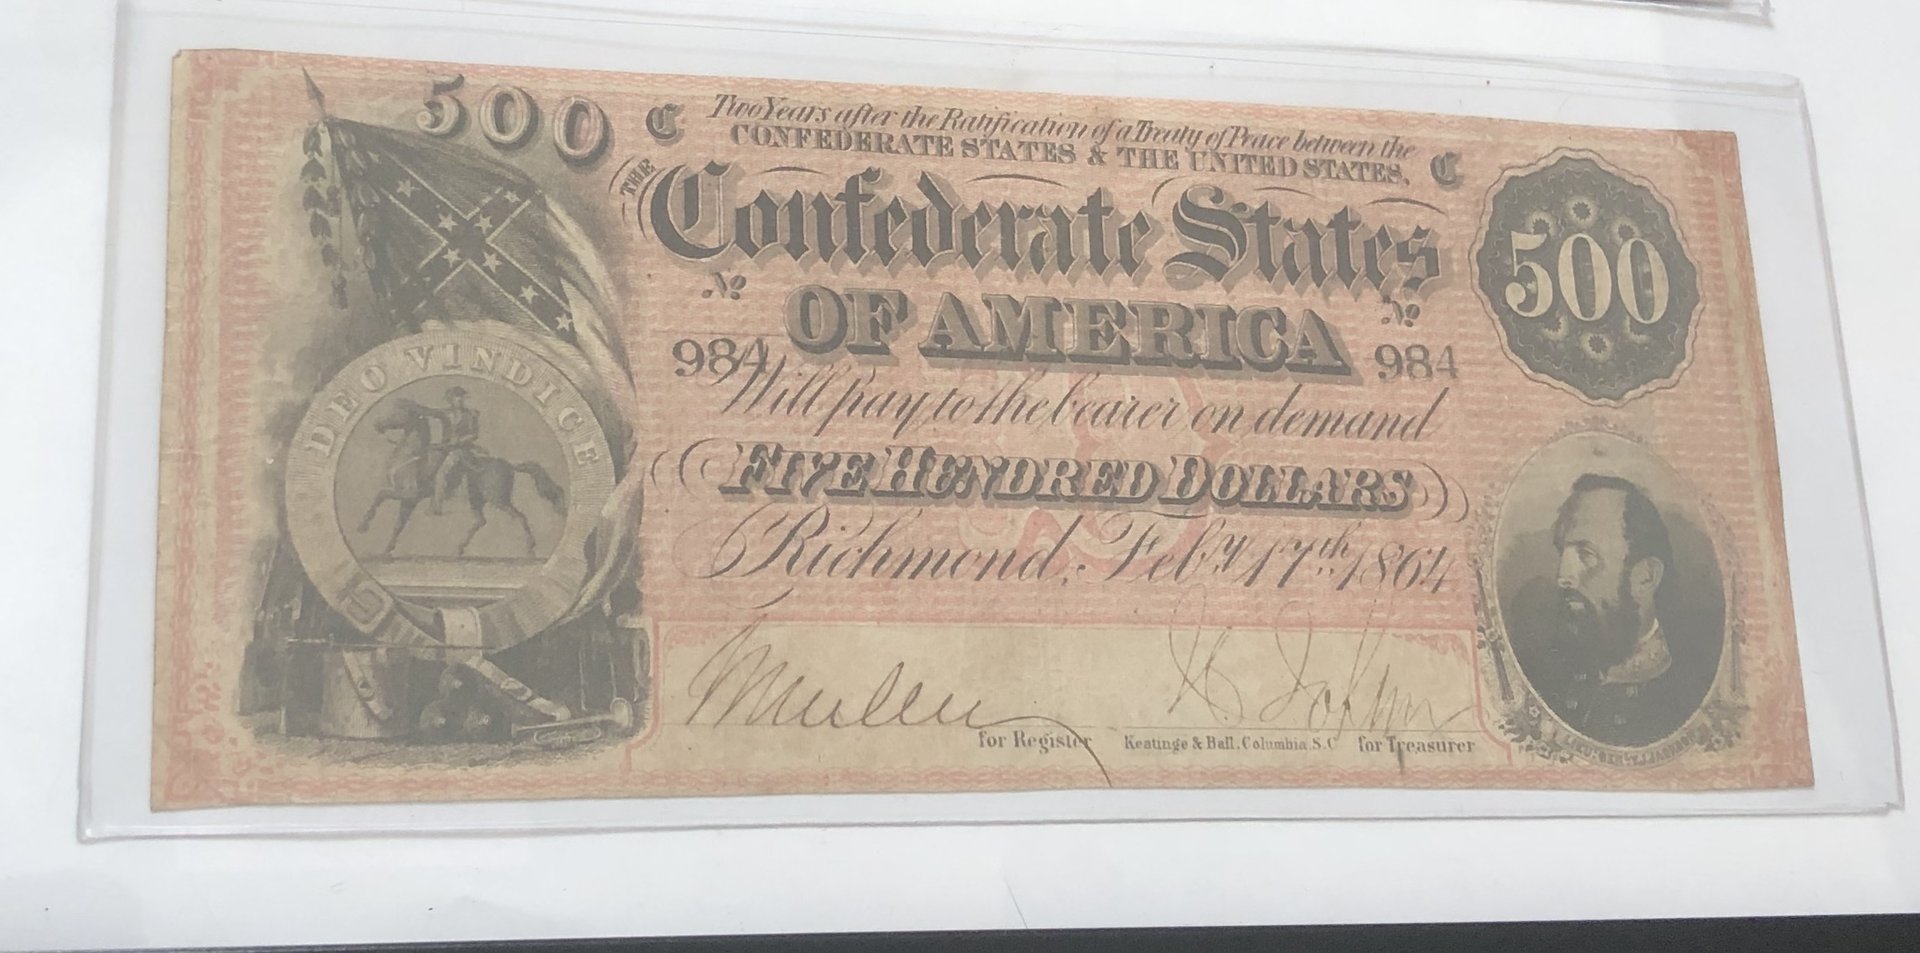 500
C Two Years after the Ratification of a Treaty of Peace between the C
CONFEDERATE STATES & THE UNITED STATES.
THE Confederate States
OF AMERICA
500
No No
984 984
DEO VINDICE
Will pay to the bearer on demand
FIVE HUNDRED DOLLARS
Richmond, Feby 17th 1864
for Register Keatinge & Ball, Columbia, S.C for Treasurer